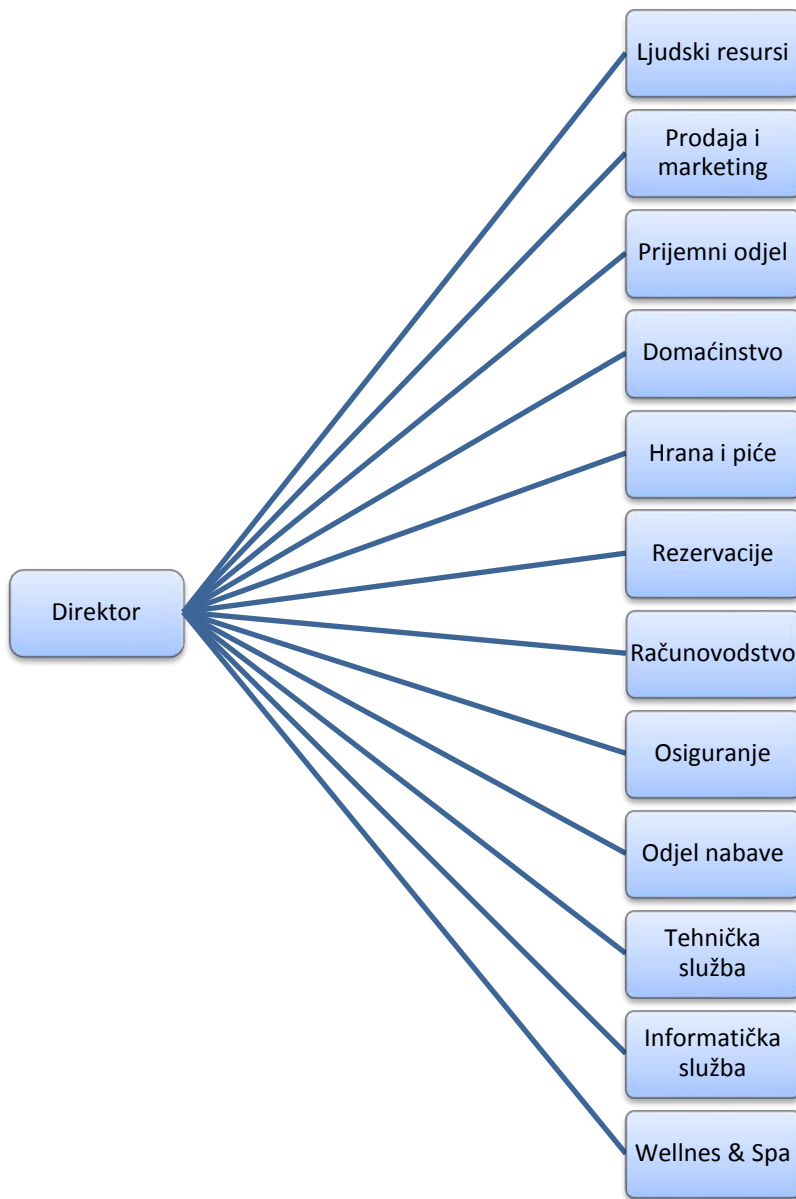 Ljudski resursi
Prodaja i
marketing
Prijemni odjel
Domaćinstvo
Hrana i piće
Rezervacije
Direktor
Računovodstvo
Osiguranje
Odjel nabave
Tehnička
služba
Informatička
služba
Wellnes & Spa